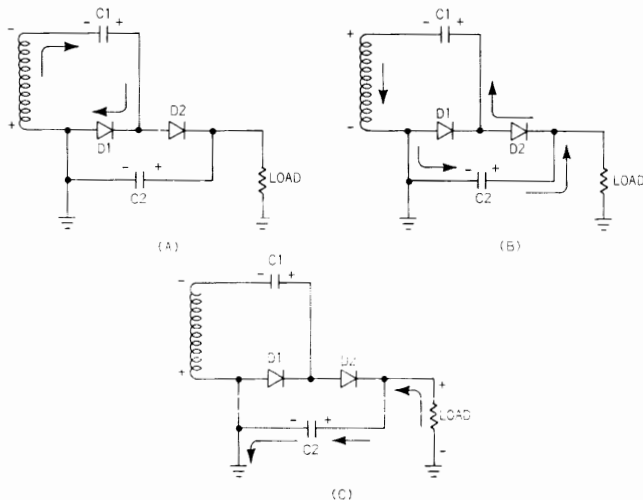 C1
- +
-
D2
+
D1
- +
C2
LOAD
(A)
C1
- +
+
D1
-
D2
- +
C2
LOAD
(B)
C1
- +
-
D1 D2
+
+
- +
C2
LOAD
-
(C)